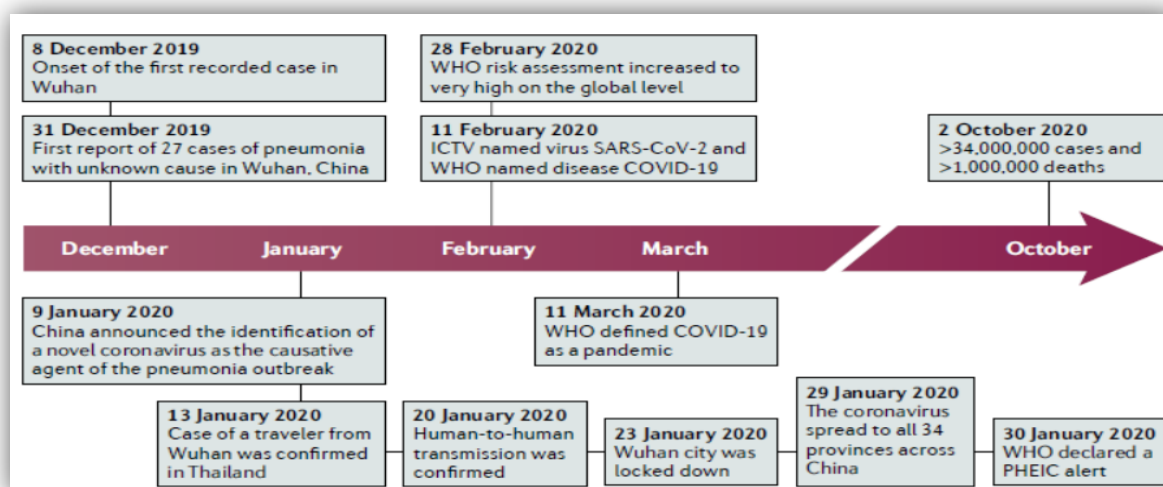 8 December 2019
Onset of the first recorded case in
Wuhan
31 December 2019
First report of 27 cases of pneumonia
with unknown cause in Wuhan, China
28 February 2020
WHO risk assessment increased to
very high on the global level
11 February 2020
ICTV named virus SARS-CoV-2 and
WHO named disease COVID-19
2 October 2020
>34,000,000 cases and
>1,000,000 deaths
December
January
February
March
October
9 January 2020
China announced the identification of
a novel coronavirus as the causative
agent of the pneumonia outbreak
11 March 2020
WHO defined COVID-19
as a pandemic
13 January 2020
Case of a traveler from
Wuhan was confirmed
in Thailand
20 January 2020
Human-to-human
transmission was
confirmed
23 January 2020
Wuhan city was
locked down
29 January 2020
The coronavirus
spread to all 34
provinces across
China
30 January 2020
WHO declared a
PHEIC alert